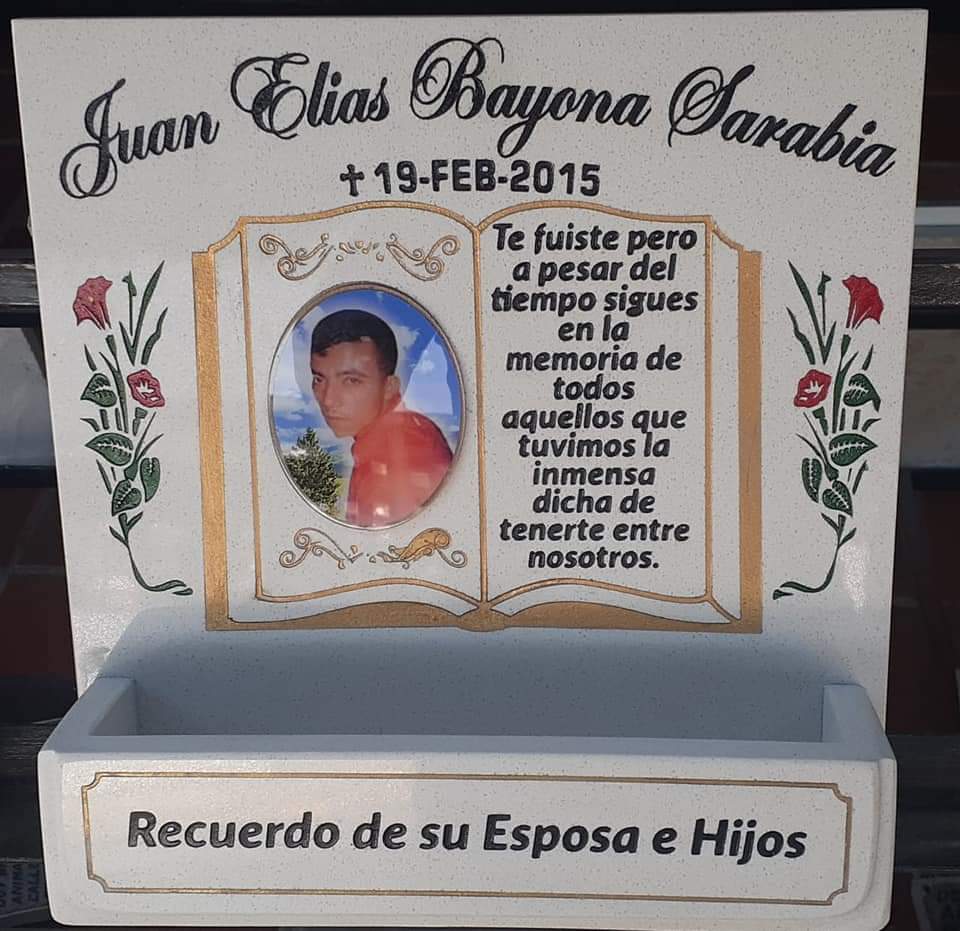 Juan Elias Bayona Sarabia
✝ 19-FEB-2015
Te fuiste pero
a pesar del
tiempo sigues
en la
memoria de
todos
aquellos que
tuvimos la
inmensa
dicha de
tenerte entre
nosotros.
Recuerdo de su Esposa e Hijos